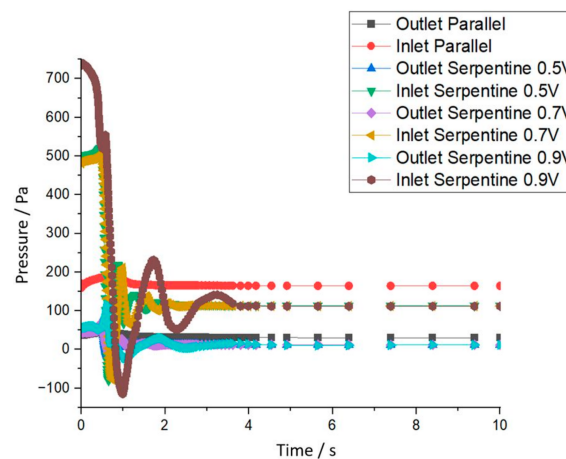 Outlet Parallel
Inlet Parallel
Outlet Serpentine 0.5V
Inlet Serpentine 0.5V
Outlet Serpentine 0.7V
Inlet Serpentine 0.7V
Outlet Serpentine 0.9V
Inlet Serpentine 0.9V
Pressure / Pa
700
600
500
400
300
200
100
0
−100
0
2
4
6
8
10
Time / s